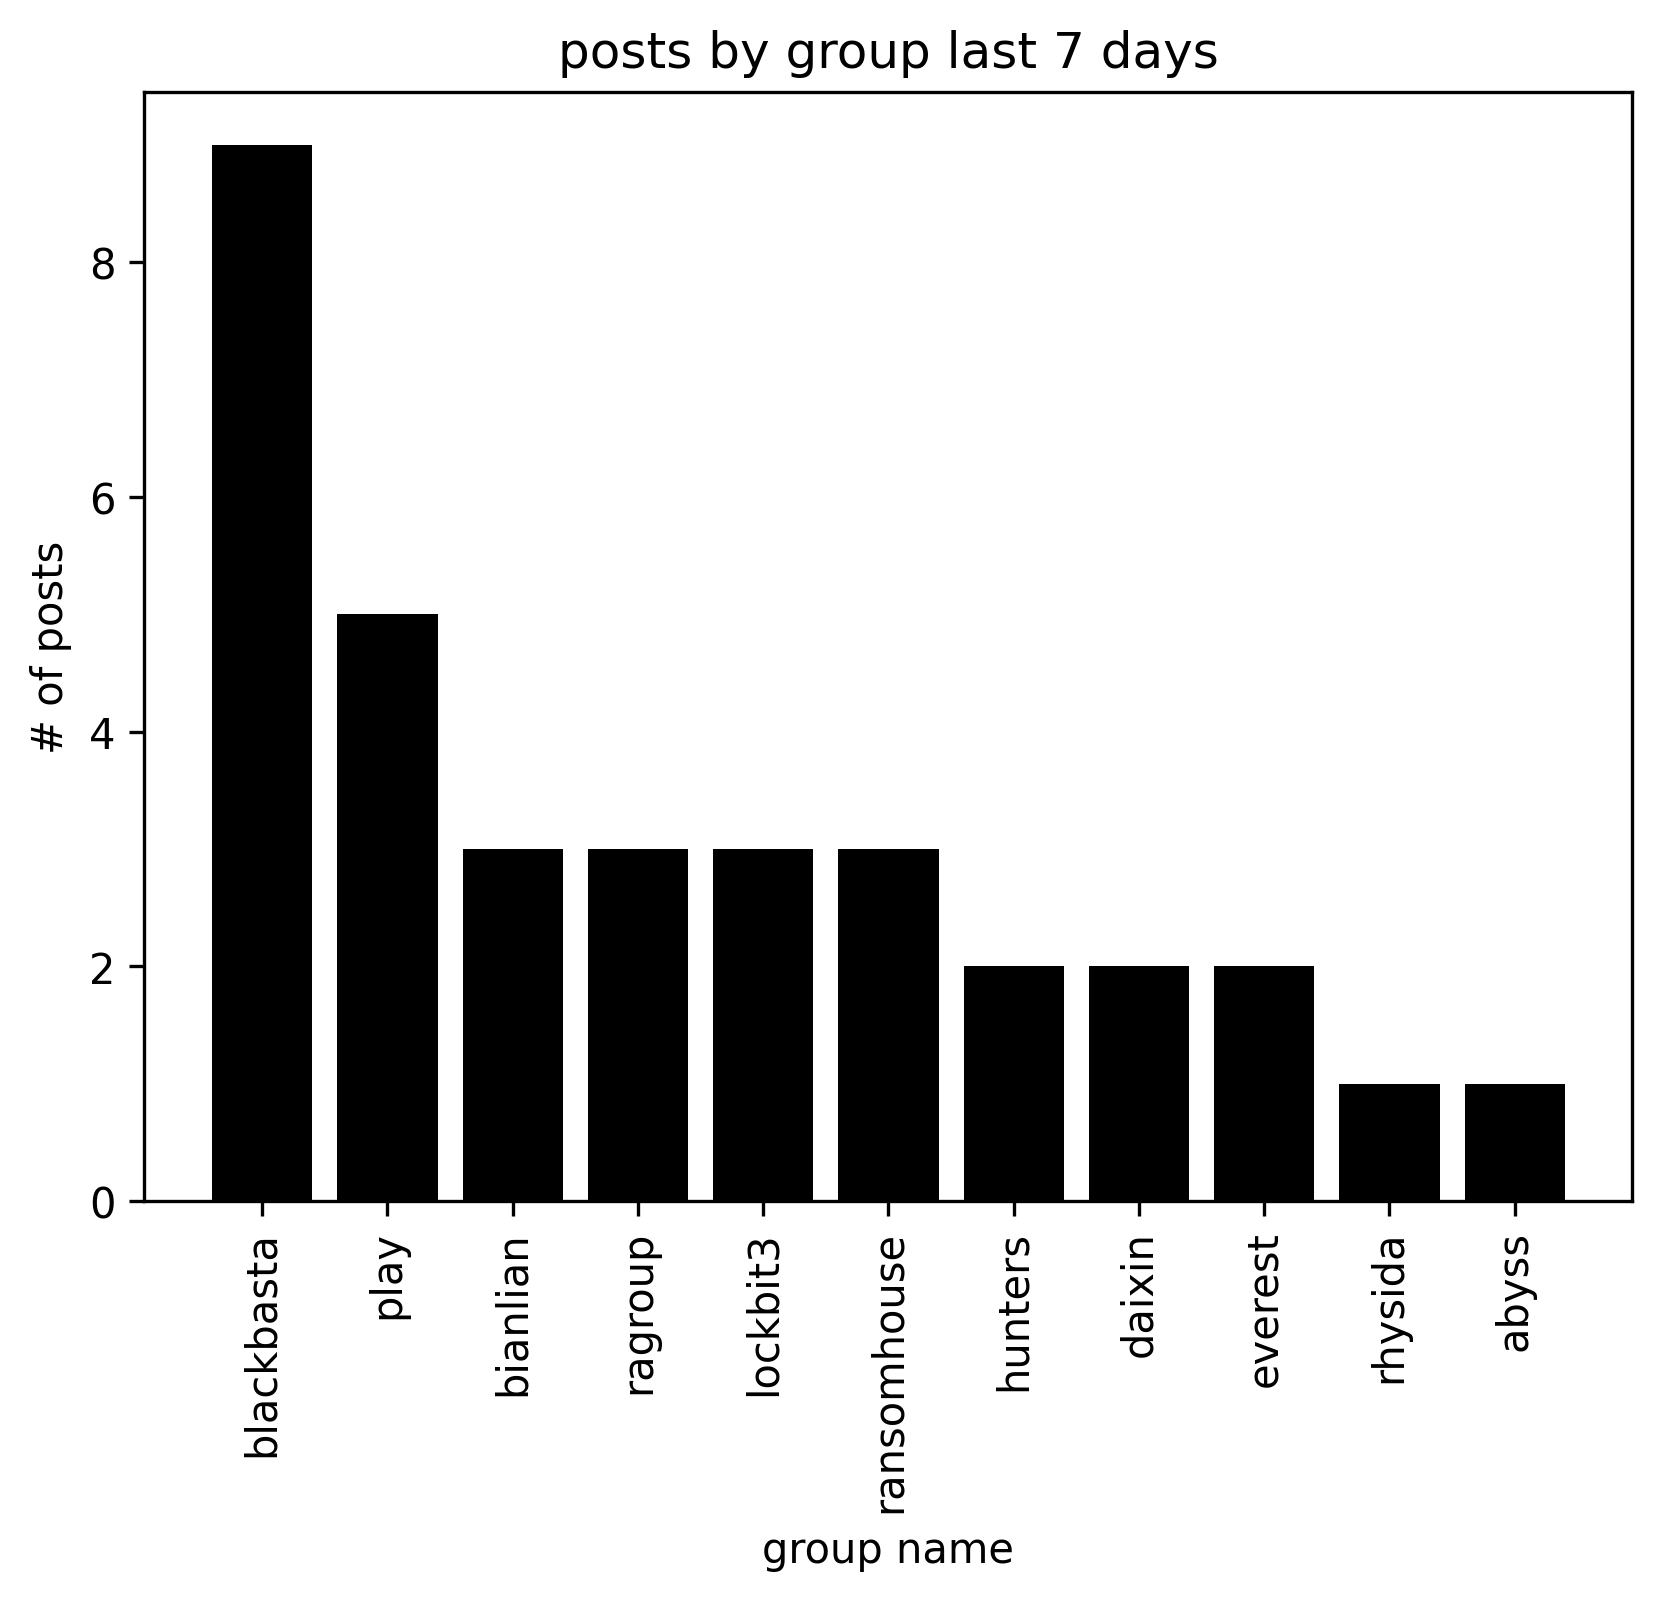 posts by group last 7 days
# of posts
8
6
4
2
0
blackbasta
play
bianlian
ragroup
lockbit3
ransomhouse
hunters
daixin
everest
rhysida
abyss
group name